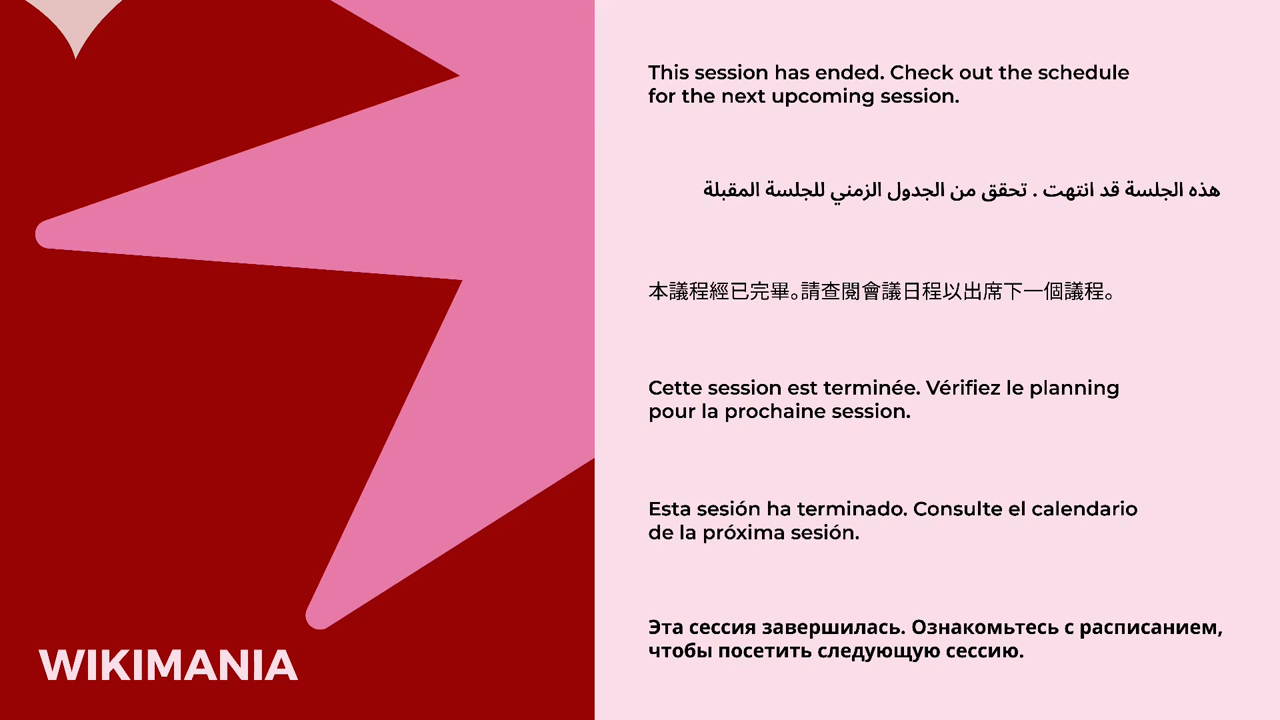 This session has ended. Check out the schedule
for the next upcoming session.
هذه الجلسة قد انتهت . تحقق من الجدول الزمني للجلسة المقبلة
本議程經已完畢。請查閱會議日程以出席下一個議程。
Cette session est terminée. Vérifiez le planning
pour la prochaine session.
Esta sesión ha terminado. Consulte el calendario
de la próxima sesión.
Эта сессия завершилась. Ознакомьтесь с расписанием,
чтобы посетить следующую сессию.
WIKIMANIA